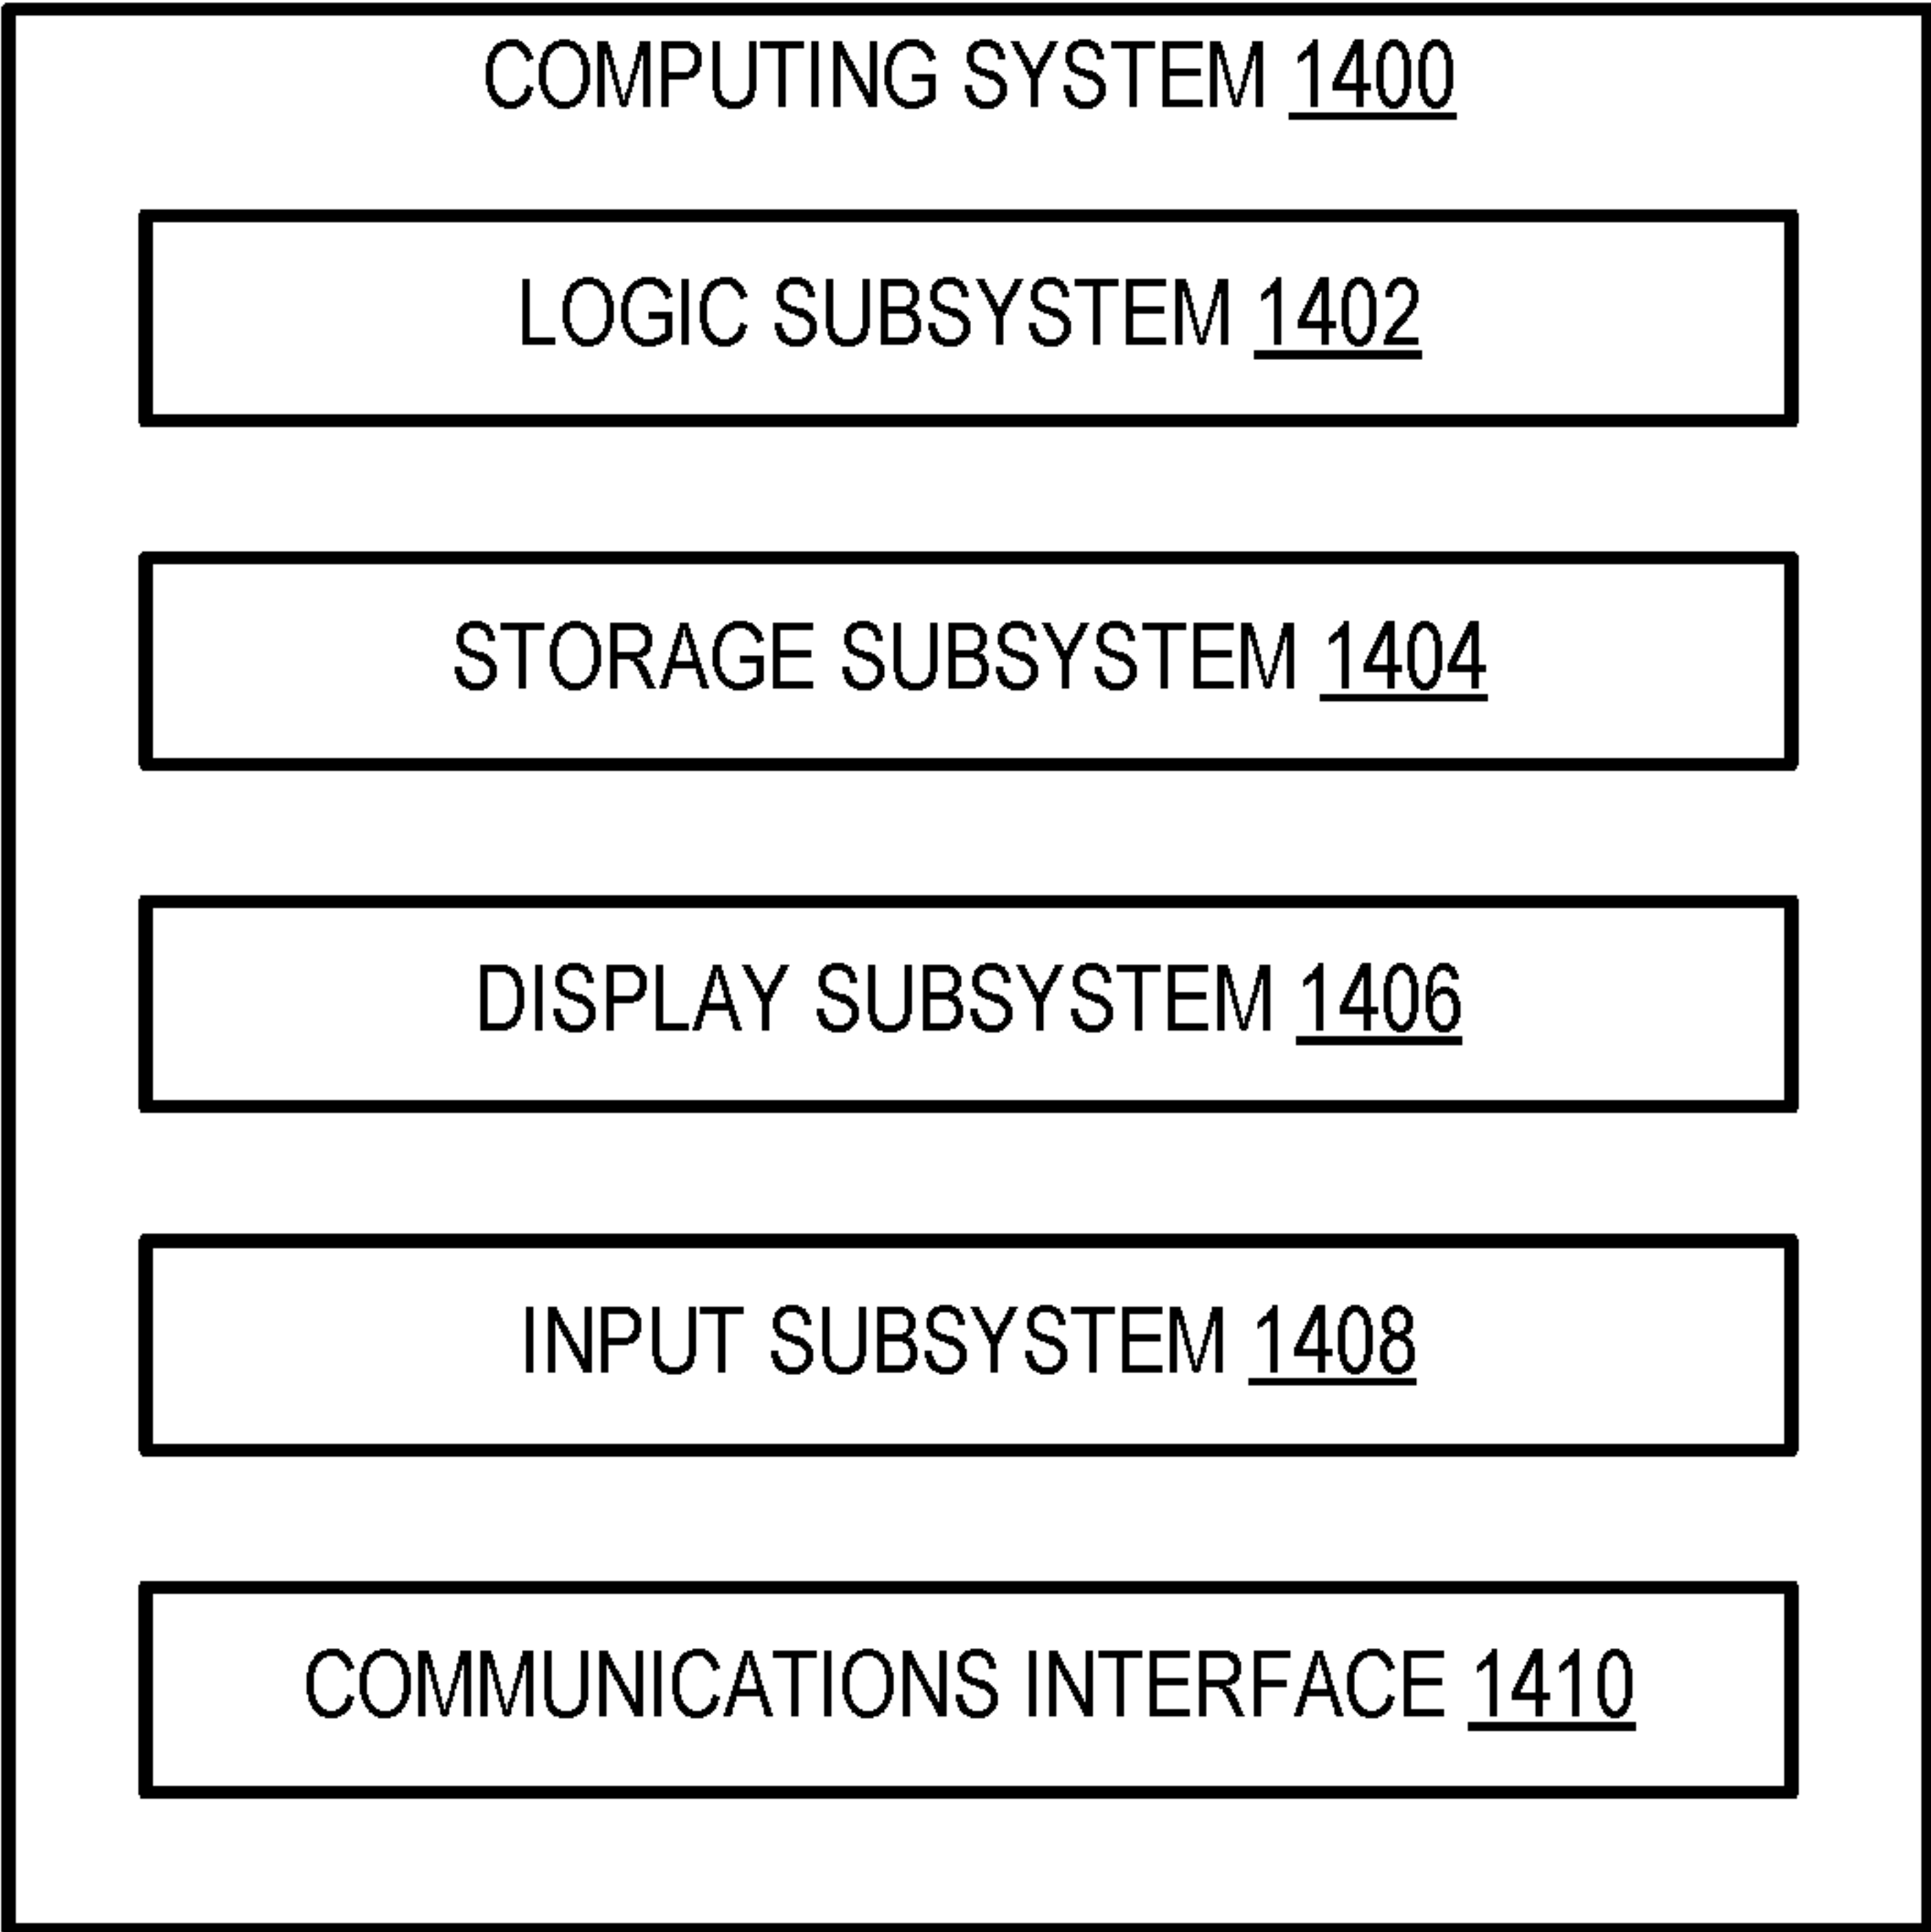 COMPUTING SYSTEM 1400
LOGIC SUBSYSTEM 1402
STORAGE SUBSYSTEM 1404
DISPLAY SUBSYSTEM 1406
INPUT SUBSYSTEM 1408
COMMUNICATIONS INTERFACE 1410